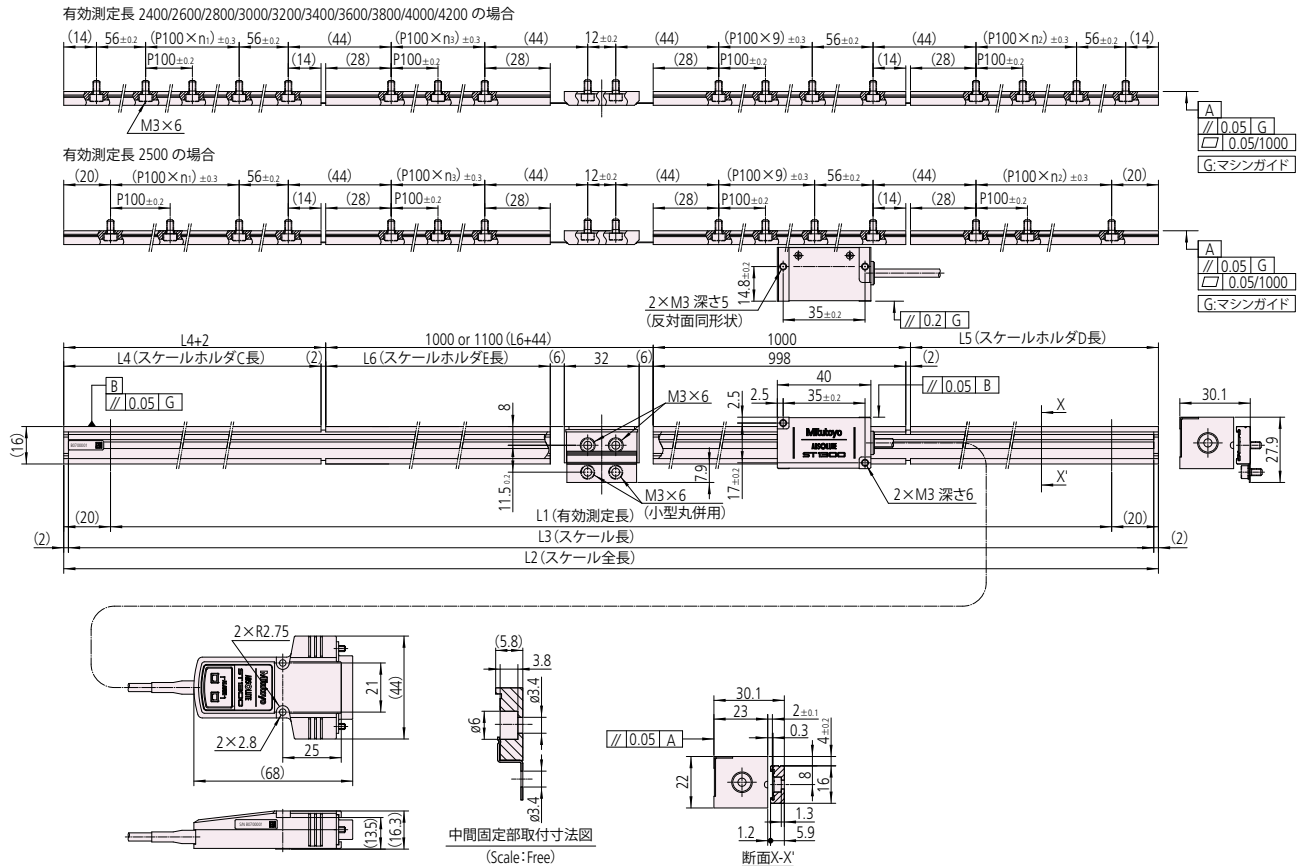 有効測定長 2400/2600/2800/3000/3200/3400/3600/3800/4000/4200 の場合
(14) 56±0.2 (P100×n1) ±0.3 56±0.2 (44) (P100×n3) ±0.3 (44) 12±0.2 (44) (P100×9) ±0.3 56±0.2 (44) (P100×n2) ±0.3 56±0.2 (14)
P100±0.2 (14) (28) P100±0.2 (28) (28) P100±0.2 (14) (28) P100±0.2
M3×6
A
// 0.05 G
⏥ 0.05/1000
G:マシンガイド
有効測定長 2500 の場合
(20) (P100×n1) ±0.3 56±0.2 (44) (P100×n3) ±0.3 (44) 12±0.2 (44) (P100×9) ±0.3 56±0.2 (44) (P100×n2) ±0.3 (20)
P100±0.2 (14) (28) P100±0.2 (28) (28) P100±0.2 (14) (28) P100±0.2
A
// 0.05 G
⏥ 0.05/1000
G:マシンガイド
14.8±0.2
2×M3 深さ5
(反対面同形状)
35±0.2
// 0.2 G
L4+2 1000 or 1100 (L6+44) 1000 L5 (スケールホルダD長)
L4 (スケールホルダC長) (2) L6 (スケールホルダE長) (6) 32 (6) 998 (2)
B
// 0.05 G
8
M3×6
2.5
2.5
40
35±0.2
// 0.05 B
X
30.1
(16)
Mitutoyo
ABSOLUTE
ST1300
27.9
11.5 0.2
7.9
17±0.2
X'
M3×6
(小型丸併用)
2×M3 深さ6
(20) L1 (有効測定長) (20)
(2) L3 (スケール長) (2)
L2 (スケール全長)
2×R2.75
Mitutoyo
ABSOLUTE
ST1300
21
(44)
2×2.8
25
(68)
(13.5)
(16.3)
(5.8)
3.8
ø3.4
ø6
ø3.4
中間固定部取付寸法図
(Scale:Free)
30.1
23 2±0.1
0.3
4±0.2
// 0.05 A
22
8
16
1.3
1.2 5.9
断面X-X'